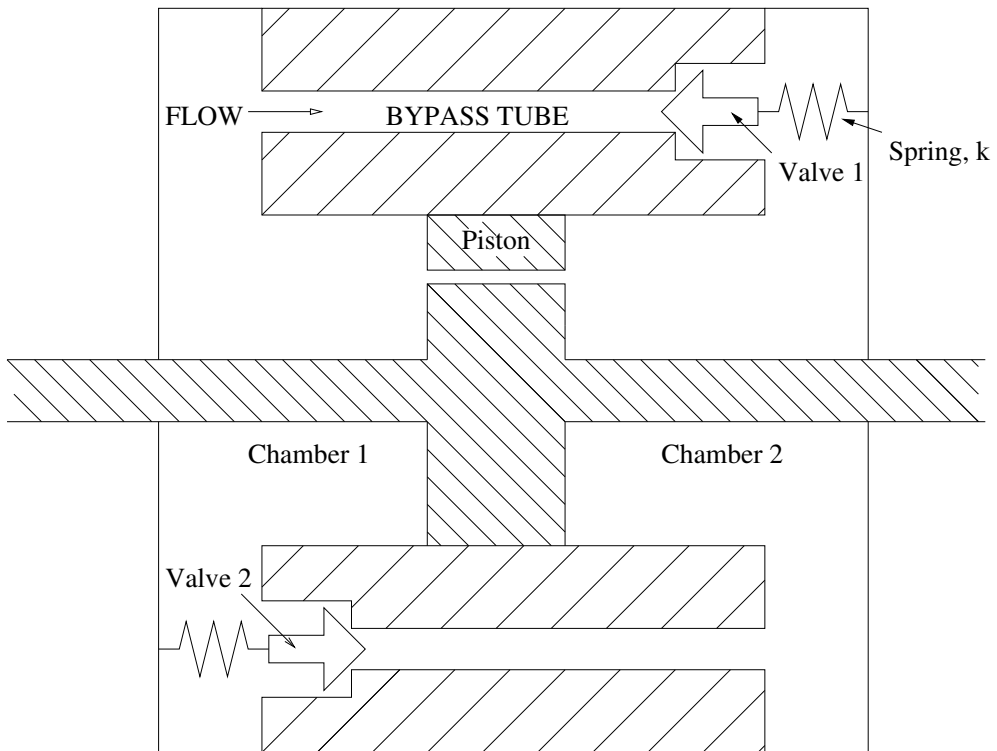 FLOW
BYPASS TUBE
Valve 1
Spring, k
Piston
Chamber 1
Chamber 2
Valve 2